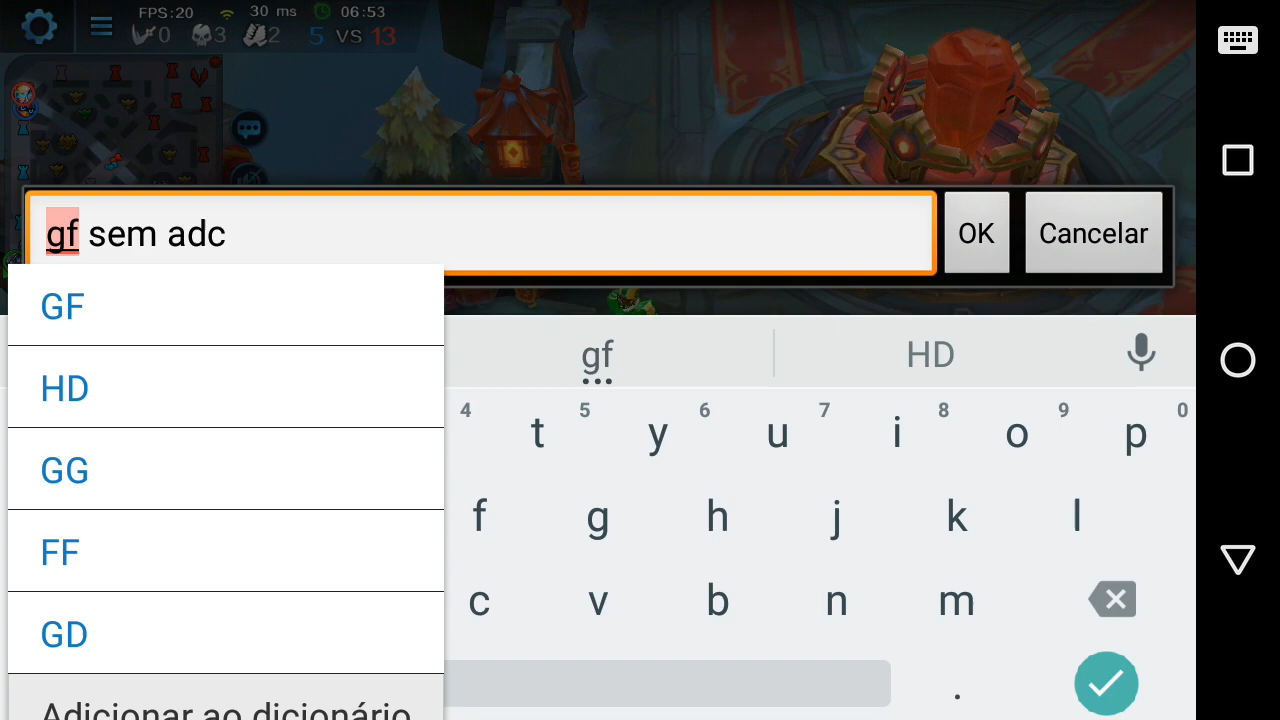 FPS:20 30 ms 06:53
0 3 2 5 VS 13
gf sem adc OK Cancelar
GF
HD
GG
FF
GD
Adicionar ao dicionário
gf HD
4 5 6 7 8 9 0
t y u i o p
f g h j k l
c v b n m
.